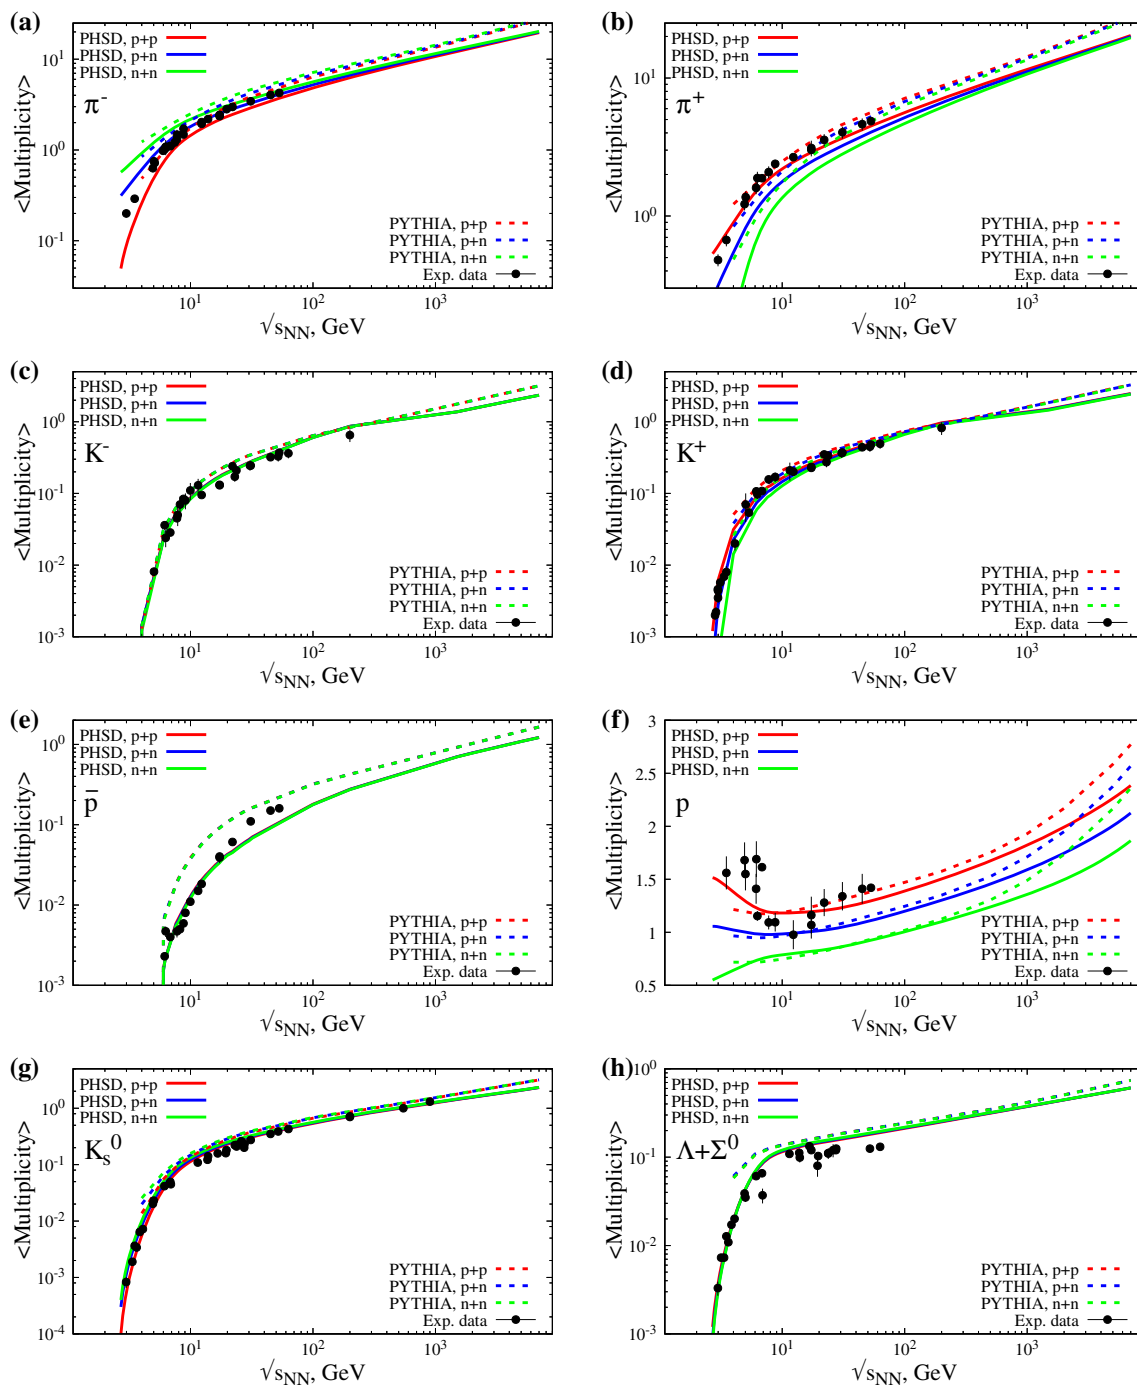 (a)
PHSD, p+p
PHSD, p+n
PHSD, n+n
π⁻
<Multiplicity>
10¹
10⁰
10⁻¹
PYTHIA, p+p
PYTHIA, p+n
PYTHIA, n+n
Exp. data
10¹ 10² 10³
√sNN, GeV
(b)
PHSD, p+p
PHSD, p+n
PHSD, n+n
π⁺
<Multiplicity>
10¹
10⁰
PYTHIA, p+p
PYTHIA, p+n
PYTHIA, n+n
Exp. data
10¹ 10² 10³
√sNN, GeV
(c)
PHSD, p+p
PHSD, p+n
PHSD, n+n
K⁻
<Multiplicity>
10⁰
10⁻¹
10⁻²
10⁻³
PYTHIA, p+p
PYTHIA, p+n
PYTHIA, n+n
Exp. data
10¹ 10² 10³
√sNN, GeV
(d)
PHSD, p+p
PHSD, p+n
PHSD, n+n
K⁺
<Multiplicity>
10⁰
10⁻¹
10⁻²
10⁻³
PYTHIA, p+p
PYTHIA, p+n
PYTHIA, n+n
Exp. data
10¹ 10² 10³
√sNN, GeV
(e)
PHSD, p+p
PHSD, p+n
PHSD, n+n
p̄
<Multiplicity>
10⁰
10⁻¹
10⁻²
10⁻³
PYTHIA, p+p
PYTHIA, p+n
PYTHIA, n+n
Exp. data
10¹ 10² 10³
√sNN, GeV
(f)
PHSD, p+p
PHSD, p+n
PHSD, n+n
p
<Multiplicity>
3
2.5
2
1.5
1
0.5
PYTHIA, p+p
PYTHIA, p+n
PYTHIA, n+n
Exp. data
10¹ 10² 10³
√sNN, GeV
(g)
PHSD, p+p
PHSD, p+n
PHSD, n+n
Kₛ⁰
<Multiplicity>
10⁰
10⁻¹
10⁻²
10⁻³
10⁻⁴
PYTHIA, p+p
PYTHIA, p+n
PYTHIA, n+n
Exp. data
10¹ 10² 10³
√sNN, GeV
(h)
PHSD, p+p
PHSD, p+n
PHSD, n+n
Λ+Σ⁰
<Multiplicity>
10⁰
10⁻¹
10⁻²
10⁻³
PYTHIA, p+p
PYTHIA, p+n
PYTHIA, n+n
Exp. data
10¹ 10² 10³
√sNN, GeV